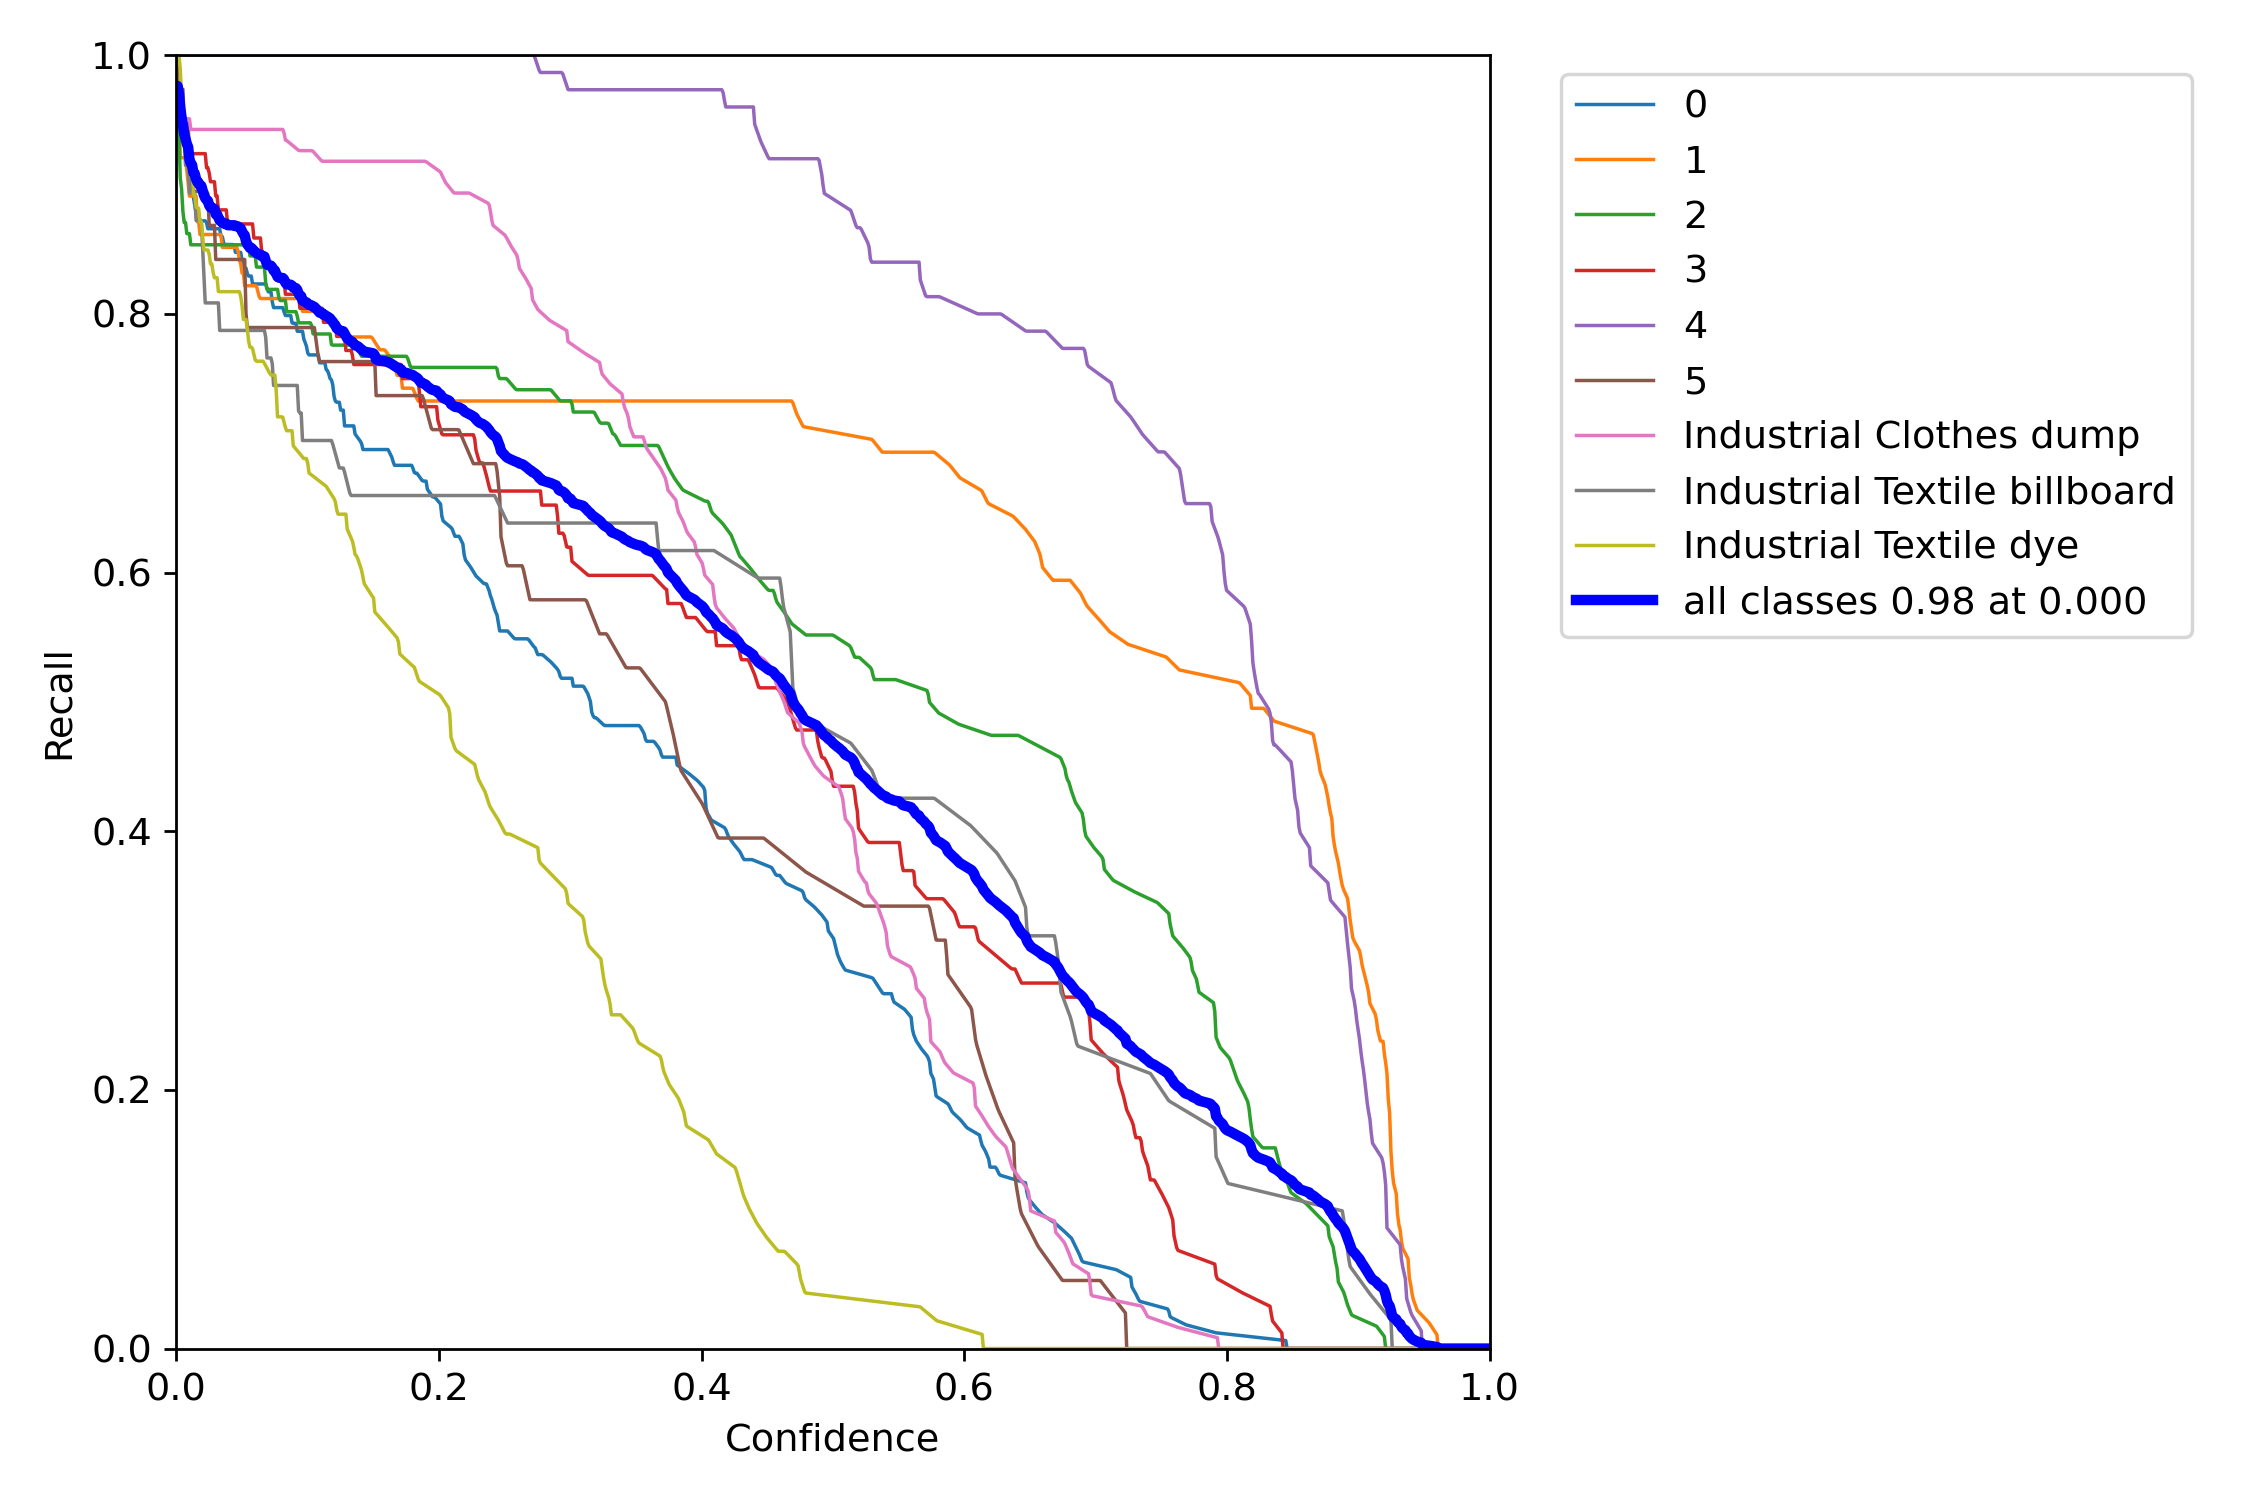 1.0
0.8
0.6
0.4
0.2
0.0
Recall
0.0 0.2 0.4 0.6 0.8 1.0
Confidence
0
1
2
3
4
5
Industrial Clothes dump
Industrial Textile billboard
Industrial Textile dye
all classes 0.98 at 0.000